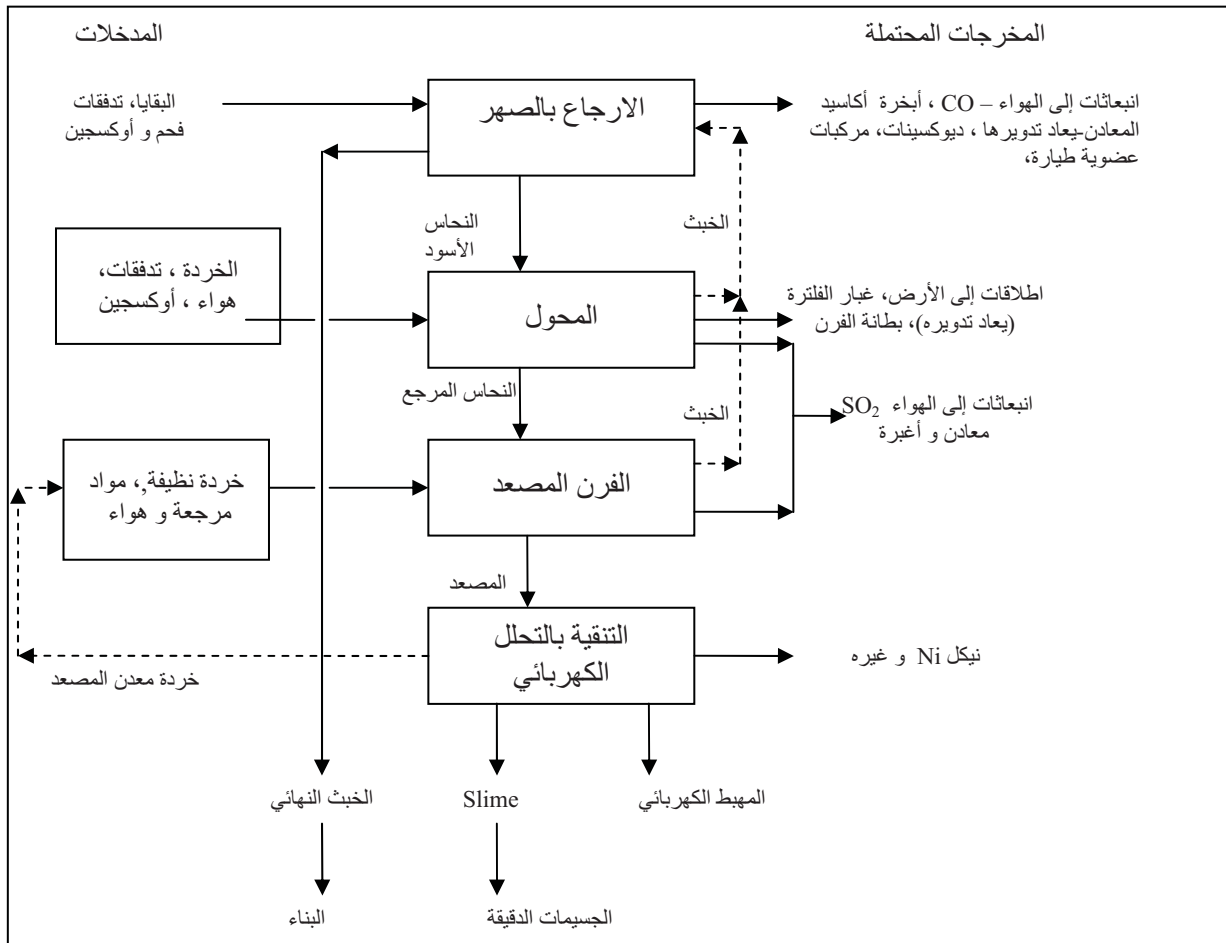 المدخلات
المخرجات المحتملة
البقايا، تدفقات
فحم و أوكسجين
الارجاع بالصهر
انبعاثات إلى الهواء – CO ، أبخرة أكاسيد
المعادن-يعاد تدويرها ، ديوكسينات، مركبات
عضوية طيارة،
النحاس
الأسود
الخبث
الخردة ، تدفقات،
هواء ، أوكسجين
المحول
اطلاقات إلى الأرض، غبار الفلترة
(يعاد تدويره)، بطانة الفرن
النحاس المرجع
الخبث
انبعاثات إلى الهواء SO₂
معادن و أغبرة
خردة نظيفة,، مواد
مرجعة و هواء
الفرن المصعد
المصعد
التنقية بالتحلل
الكهربائي
نيكل Ni و غيره
خردة معدن المصعد
الخبث النهائي
Slime
المهبط الكهربائي
البناء
الجسيمات الدقيقة